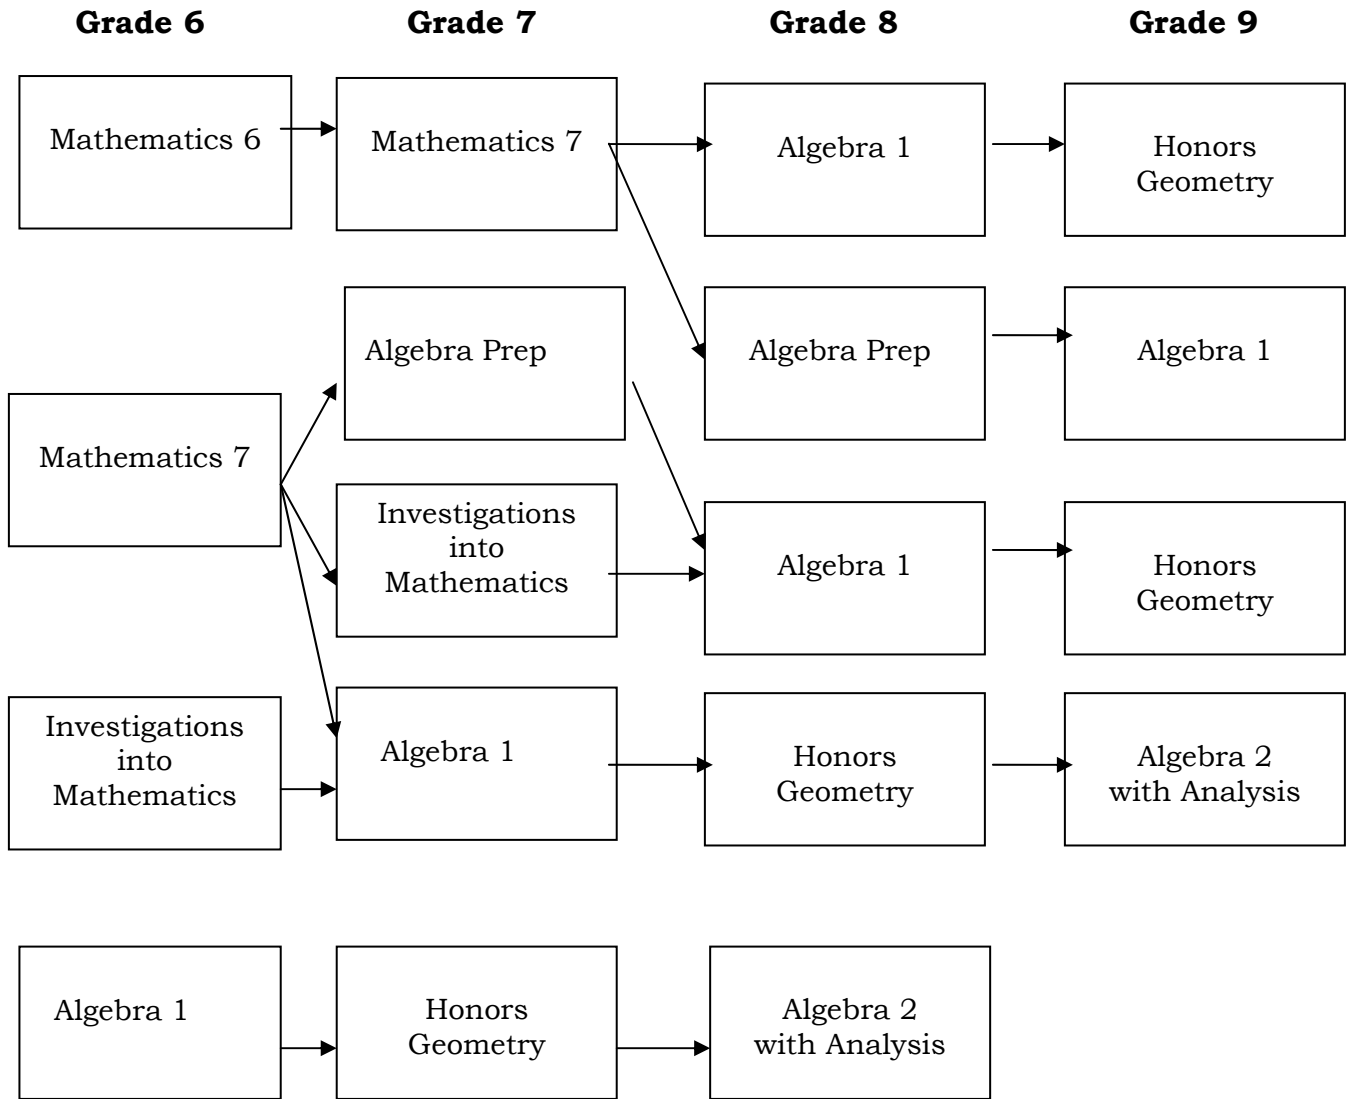 Grade 6
Grade 7
Grade 8
Grade 9
Mathematics 6
Mathematics 7
Algebra 1
Honors
Geometry
Algebra Prep
Algebra Prep
Algebra 1
Mathematics 7
Investigations
into
Mathematics
Algebra 1
Honors
Geometry
Investigations
into
Mathematics
Algebra 1
Honors
Geometry
Algebra 2
with Analysis
Algebra 1
Honors
Geometry
Algebra 2
with Analysis